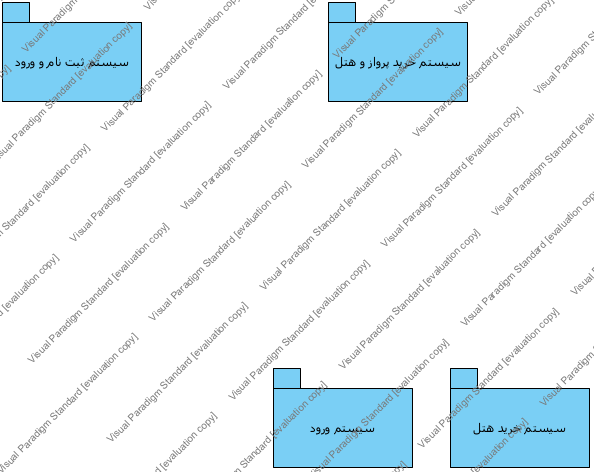 سیستم ثبت نام و ورود
سیستم خرید پرواز و هتل
سیستم ورود
سیستم خرید هتل
Visual Paradigm Standard [evaluation copy]